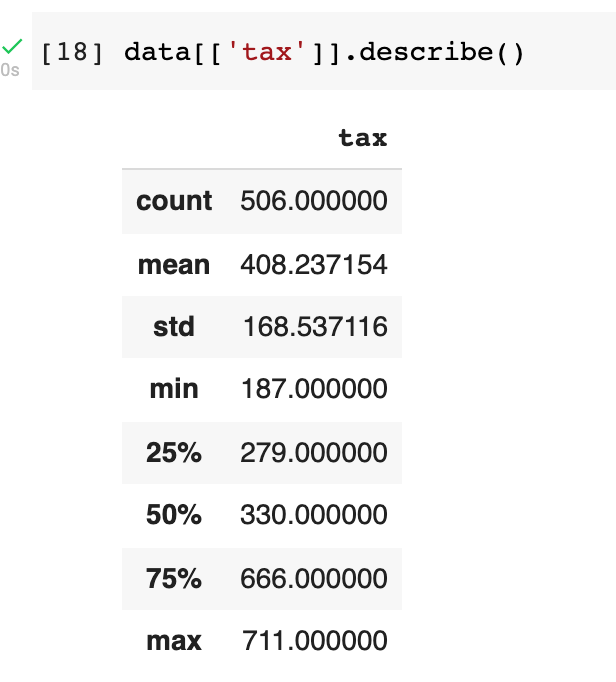 [18] data[['tax']].describe()
0s
tax
count 506.000000
mean 408.237154
std 168.537116
min 187.000000
25% 279.000000
50% 330.000000
75% 666.000000
max 711.000000